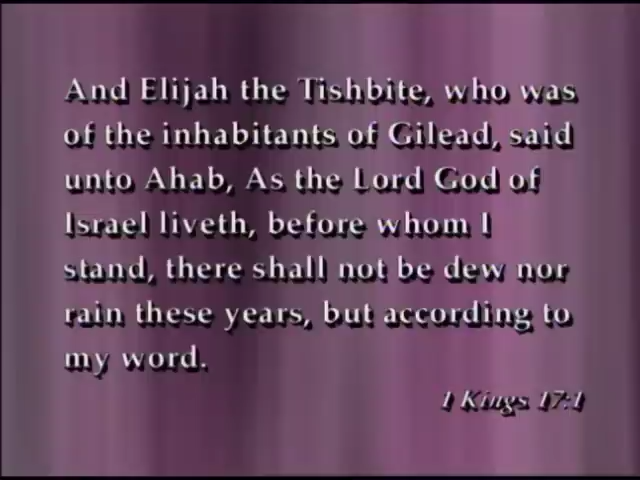 And Elijah the Tishbite, who was
of the inhabitants of Gilead, said
unto Ahab, As the Lord God of
Israel liveth, before whom I
stand, there shall not be dew nor
rain these years, but according to
my word.
1 Kings 17:1